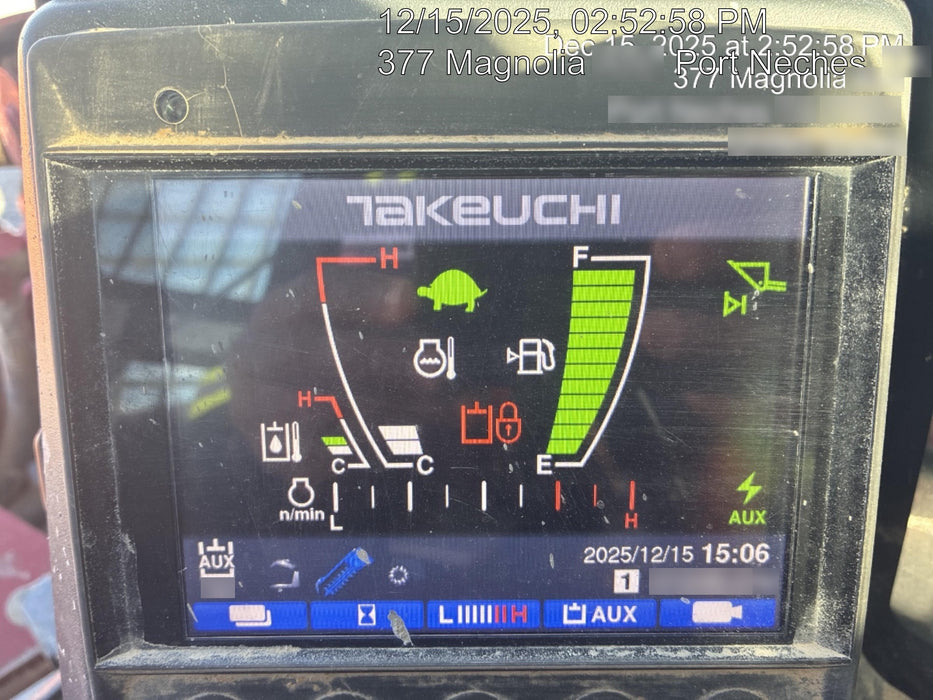 12/15/2025, 02:52:58 PM
Dec 15, 2025 at 2:52:58 PM
377 Magnolia Port Neches
377 Magnolia
TAKEUCHI
H
F
H
C
C
E
n/min
L
H
AUX
AUX
2025/12/15 15:06
1
L H
AUX